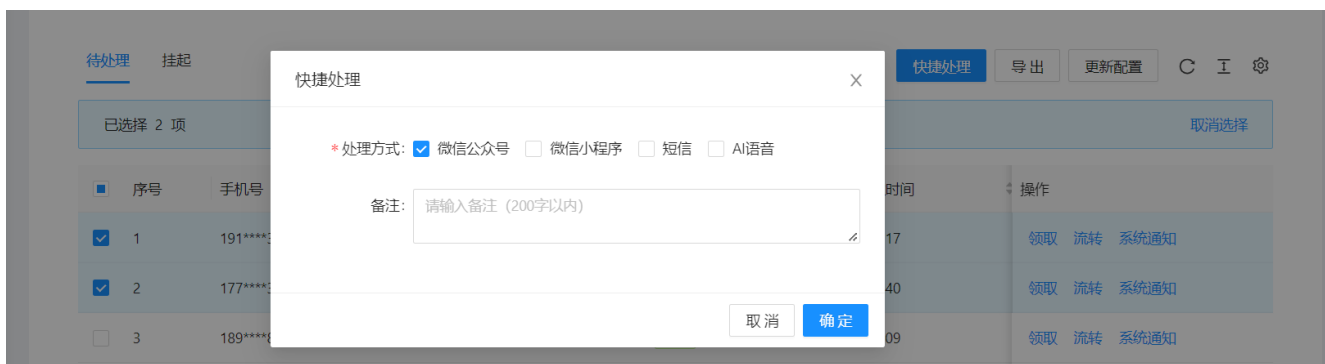 待处理 挂起 快捷处理 导出 更新配置
快捷处理
已选择 2 项 取消选择
*处理方式: 微信公众号 微信小程序 短信 AI语音
序号 手机号 时间 操作
备注: 请输入备注（200字以内）
1 191****3 17 领取 流转 系统通知
2 177****3 40 领取 流转 系统通知
取消 确定
3 189****8 09 领取 流转 系统通知